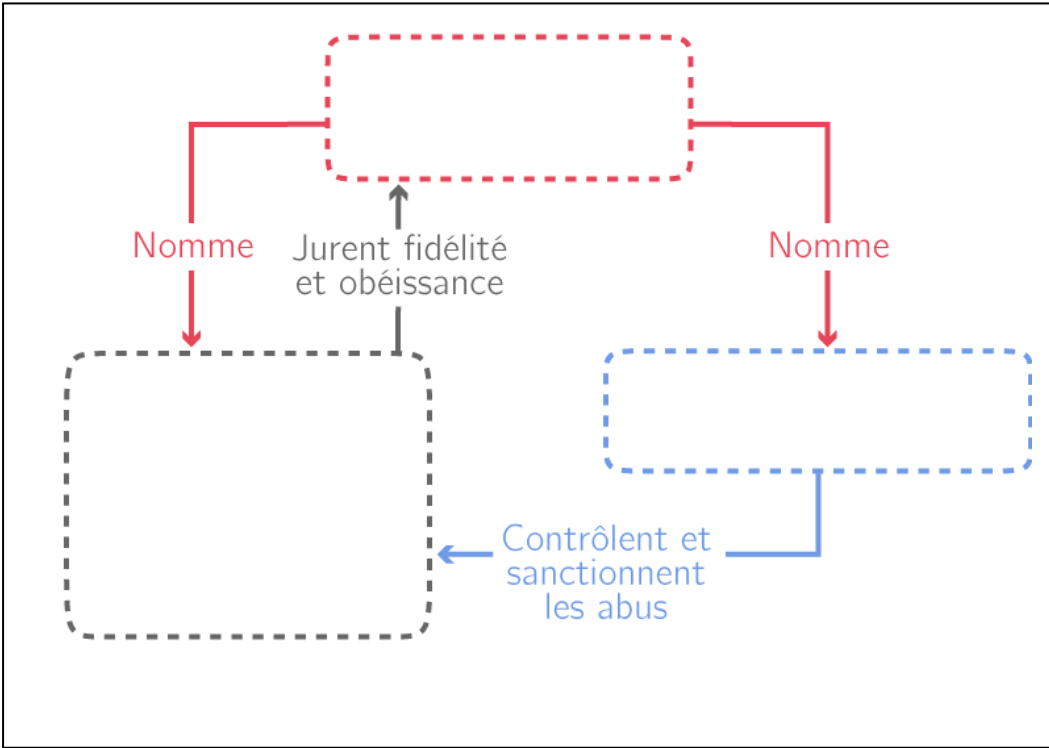 Nomme
Jurent fidélité
et obéissance
Nomme
Contrôlent et
sanctionnent
les abus